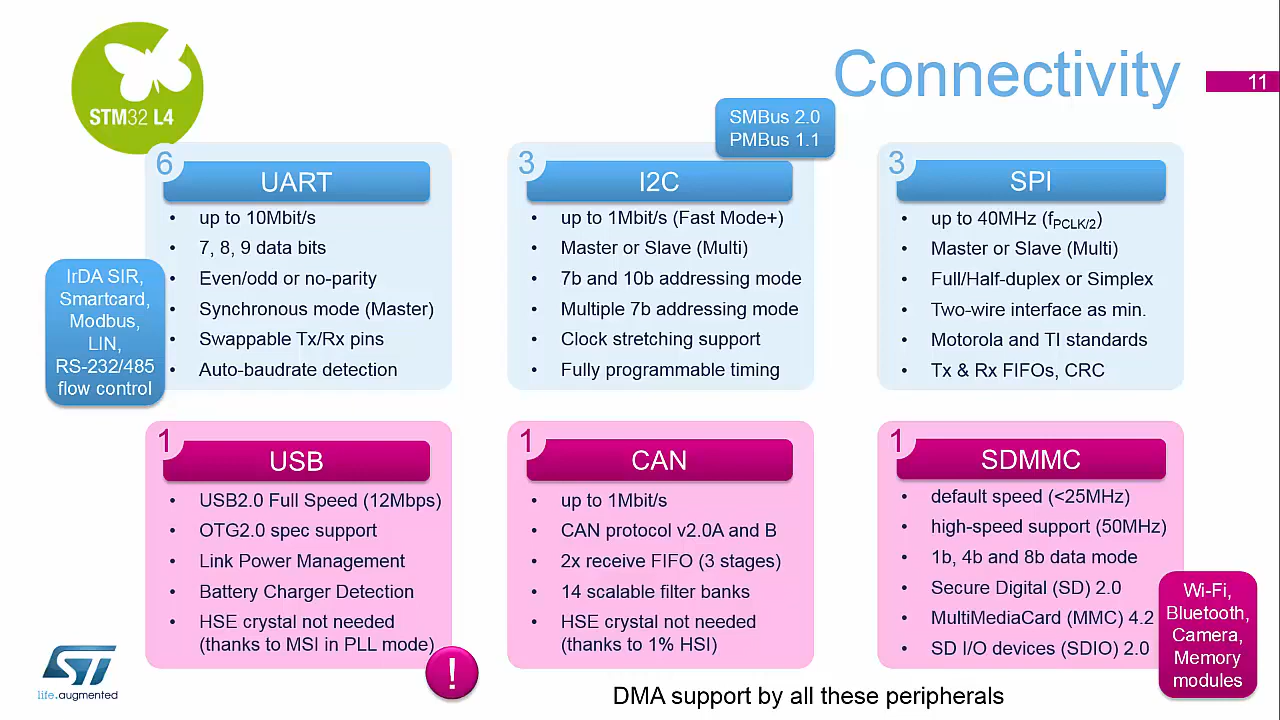 STM32 L4
Connectivity
11
SMBus 2.0
PMBus 1.1
6
UART
• up to 10Mbit/s
• 7, 8, 9 data bits
• Even/odd or no-parity
• Synchronous mode (Master)
• Swappable Tx/Rx pins
• Auto-baudrate detection
IrDA SIR,
Smartcard,
Modbus,
LIN,
RS-232/485
flow control
3
I2C
• up to 1Mbit/s (Fast Mode+)
• Master or Slave (Multi)
• 7b and 10b addressing mode
• Multiple 7b addressing mode
• Clock stretching support
• Fully programmable timing
3
SPI
• up to 40MHz (fPCLK/2)
• Master or Slave (Multi)
• Full/Half-duplex or Simplex
• Two-wire interface as min.
• Motorola and TI standards
• Tx & Rx FIFOs, CRC
1
USB
• USB2.0 Full Speed (12Mbps)
• OTG2.0 spec support
• Link Power Management
• Battery Charger Detection
• HSE crystal not needed
(thanks to MSI in PLL mode)
!
1
CAN
• up to 1Mbit/s
• CAN protocol v2.0A and B
• 2x receive FIFO (3 stages)
• 14 scalable filter banks
• HSE crystal not needed
(thanks to 1% HSI)
1
SDMMC
• default speed (<25MHz)
• high-speed support (50MHz)
• 1b, 4b and 8b data mode
• Secure Digital (SD) 2.0
• MultiMediaCard (MMC) 4.2
• SD I/O devices (SDIO) 2.0
Wi-Fi,
Bluetooth,
Camera,
Memory
modules
ST
life.augmented
DMA support by all these peripherals